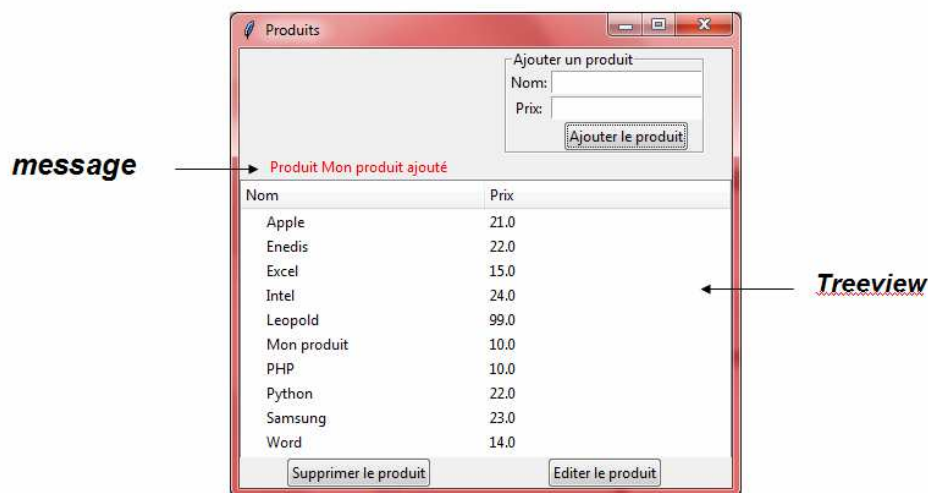 Produits
Ajouter un produit
Nom:
Prix:
Ajouter le produit
message
Produit Mon produit ajouté
Nom Prix
Apple 21.0
Enedis 22.0
Excel 15.0
Intel 24.0
Treeview
Leopold 99.0
Mon produit 10.0
PHP 10.0
Python 22.0
Samsung 23.0
Word 14.0
Supprimer le produit Editer le produit